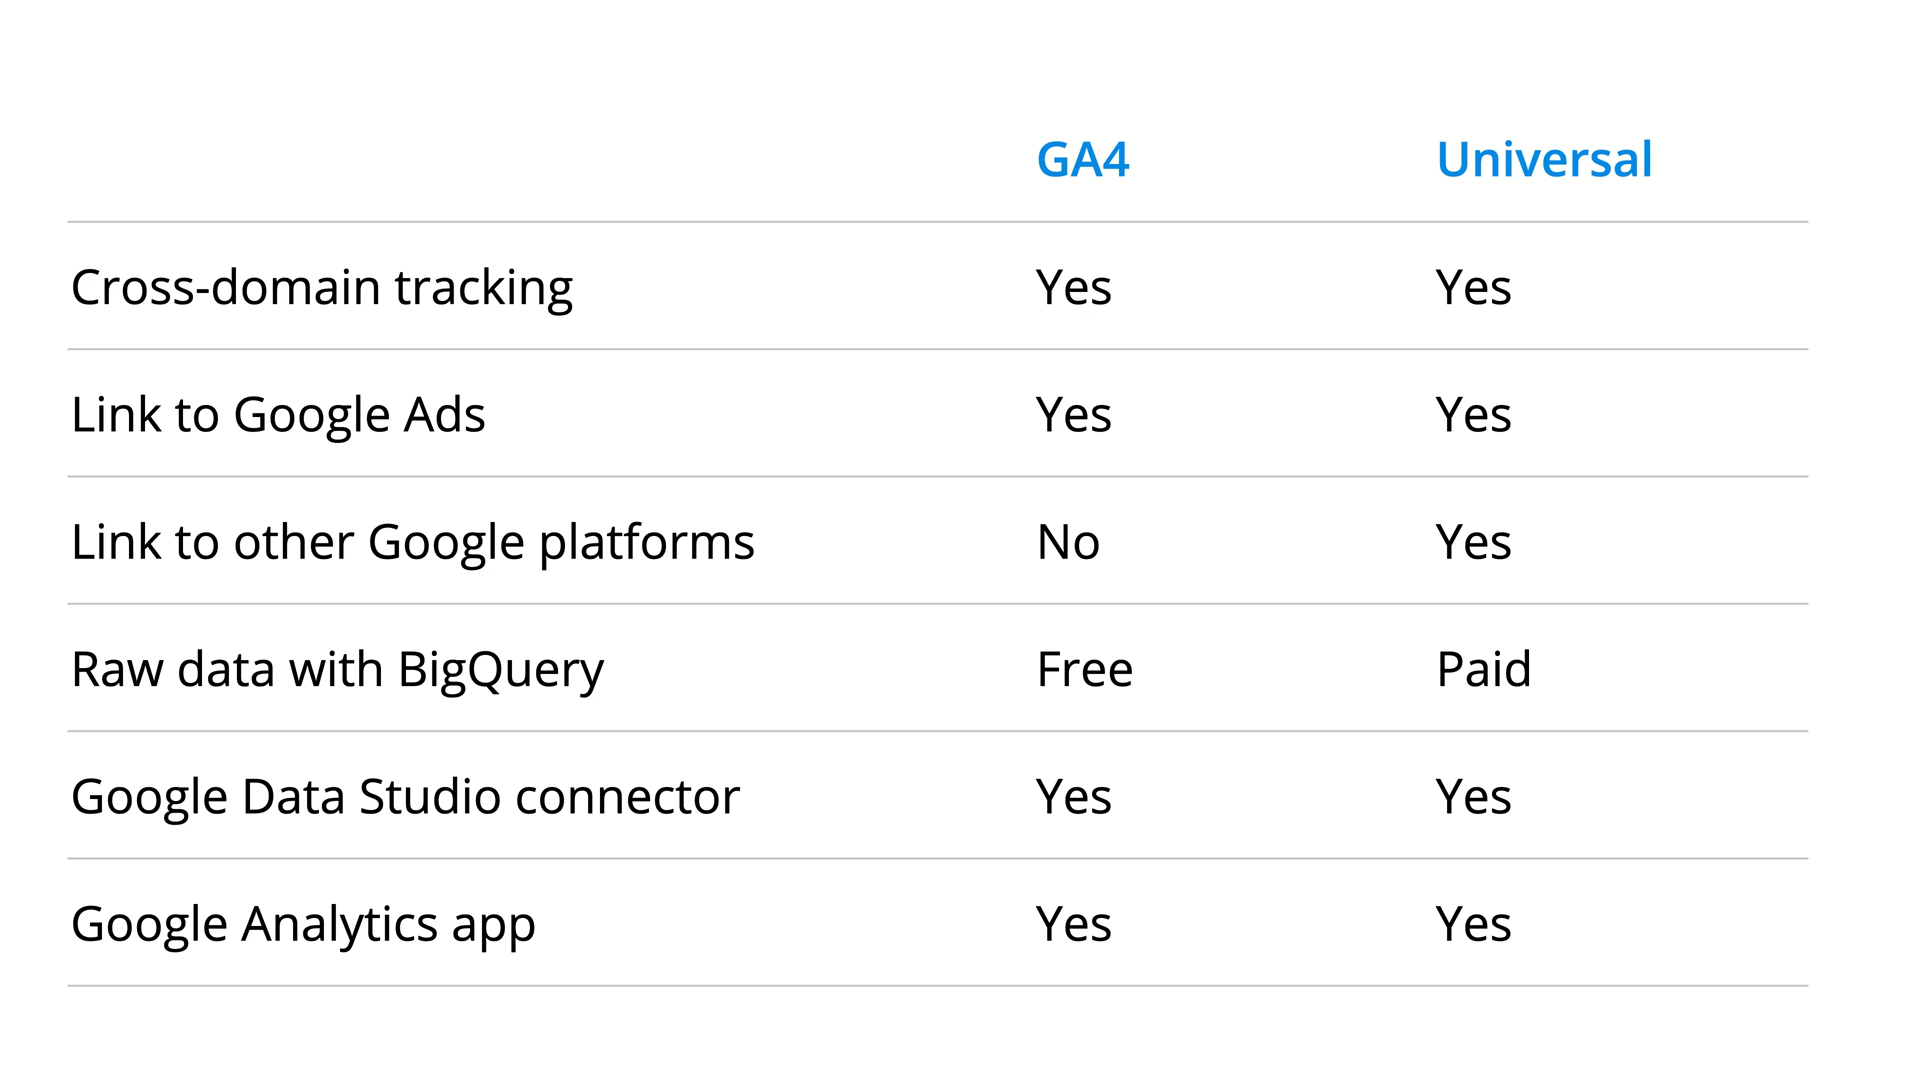 GA4 Universal
Cross-domain tracking Yes Yes
Link to Google Ads Yes Yes
Link to other Google platforms No Yes
Raw data with BigQuery Free Paid
Google Data Studio connector Yes Yes
Google Analytics app Yes Yes